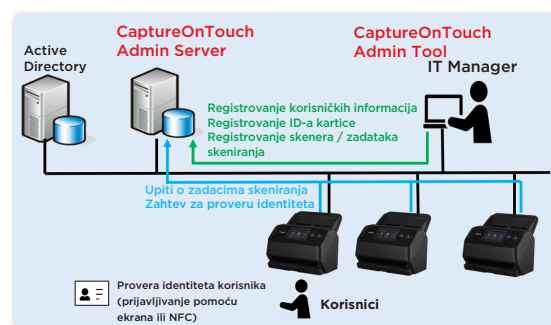 Active
Directory
CaptureOnTouch
Admin Server
CaptureOnTouch
Admin Tool
IT Manager
Registrovanje korisničkih informacija
Registrovanje ID-a kartice
Registrovanje skenera / zadataka
skeniranja
Upiti o zadacima skeniranja
Zahtev za proveru identiteta
Provera identiteta korisnika
(prijavljivanje pomoću
ekrana ili NFC)
Korisnici